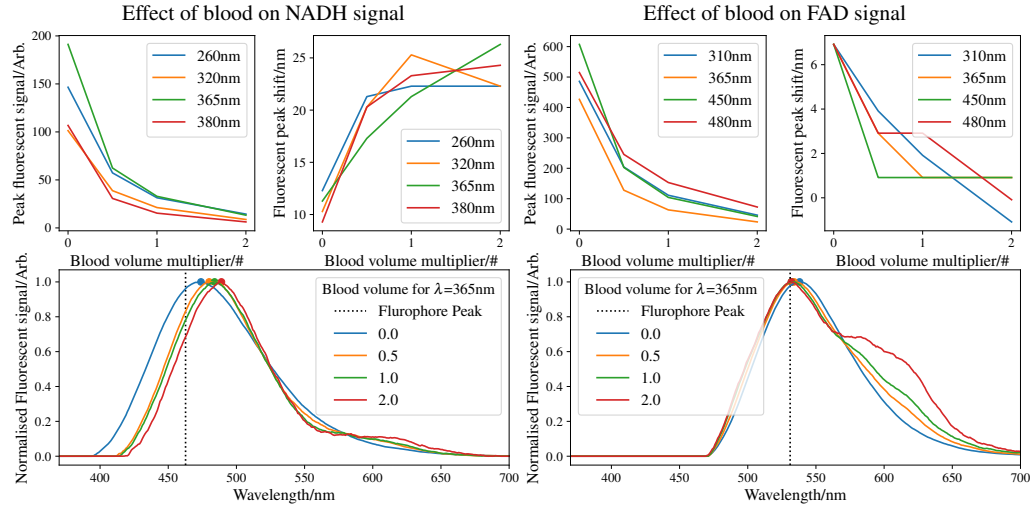 Effect of blood on NADH signal
Effect of blood on FAD signal
Peak fluorescent signal/Arb.
200
175
150
125
100
75
50
25
0
0
1
2
260nm
320nm
365nm
380nm
Blood volume multiplier/#
Fluorescent peak shift/nm
25
20
15
10
0
1
2
260nm
320nm
365nm
380nm
Blood volume multiplier/#
Peak fluorescent signal/Arb.
600
500
400
300
200
100
0
0
1
2
310nm
365nm
450nm
480nm
Blood volume multiplier/#
Fluorescent peak shift/nm
6
4
2
0
0
1
2
310nm
365nm
450nm
480nm
Blood volume multiplier/#
Normalised Fluorescent signal/Arb.
1.0
0.8
0.6
0.4
0.2
0.0
400
450
500
550
600
650
700
Wavelength/nm
Blood volume for λ=365nm
Flurophore Peak
0.0
0.5
1.0
2.0
Normalised Fluorescent signal/Arb.
1.0
0.8
0.6
0.4
0.2
0.0
400
450
500
550
600
650
700
Wavelength/nm
Blood volume for λ=365nm
Flurophore Peak
0.0
0.5
1.0
2.0